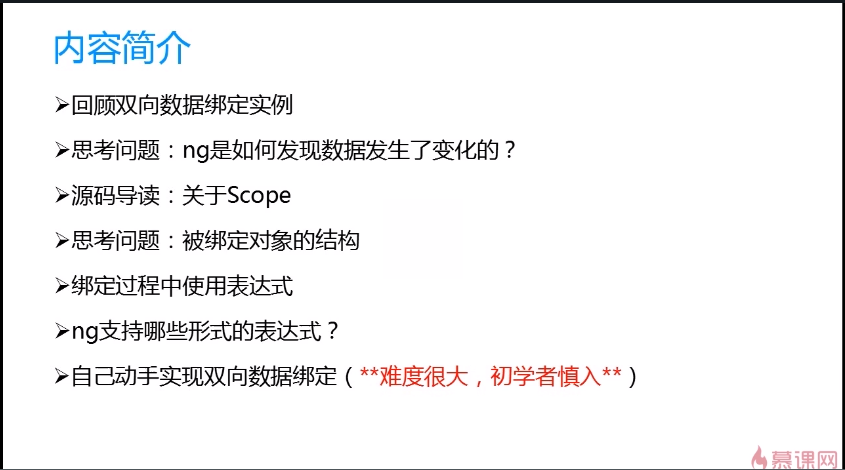 内容简介
➢回顾双向数据绑定实例
➢思考问题：ng是如何发现数据发生了变化的？
➢源码导读：关于Scope
➢思考问题：被绑定对象的结构
➢绑定过程中使用表达式
➢ng支持哪些形式的表达式？
➢自己动手实现双向数据绑定（**难度很大，初学者慎入**）
慕课网